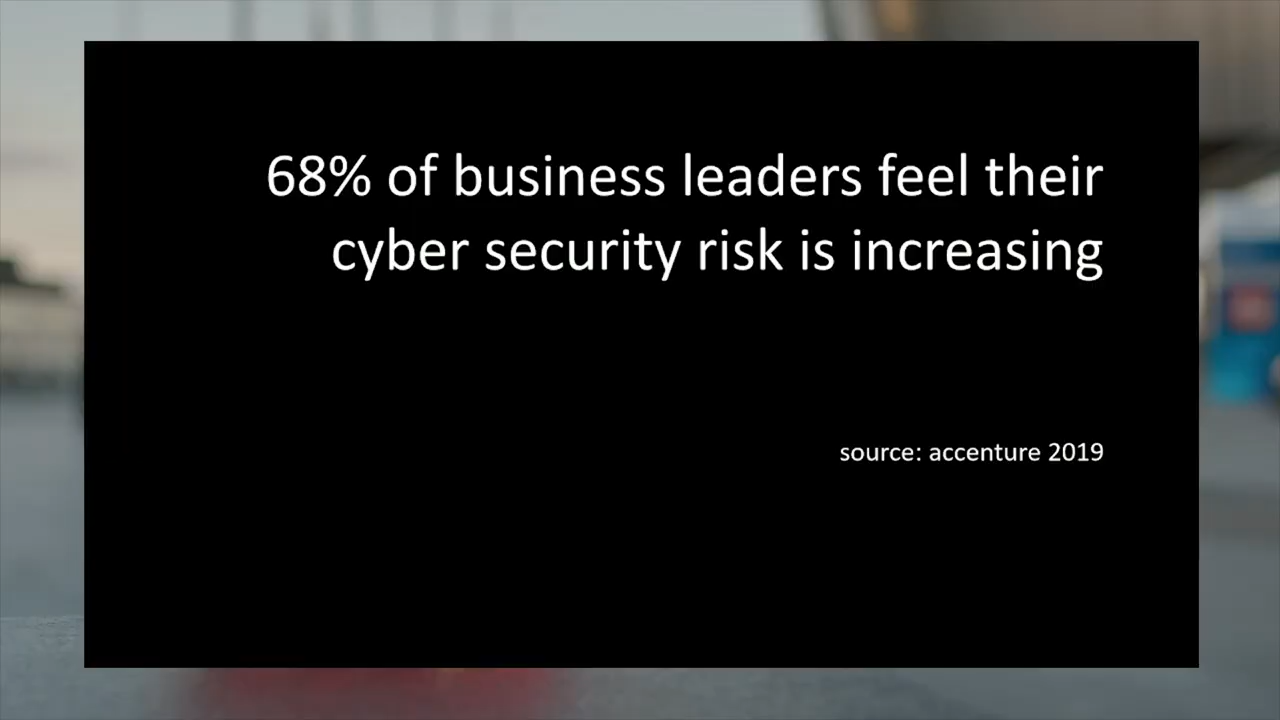 68% of business leaders feel their
cyber security risk is increasing
source: accenture 2019